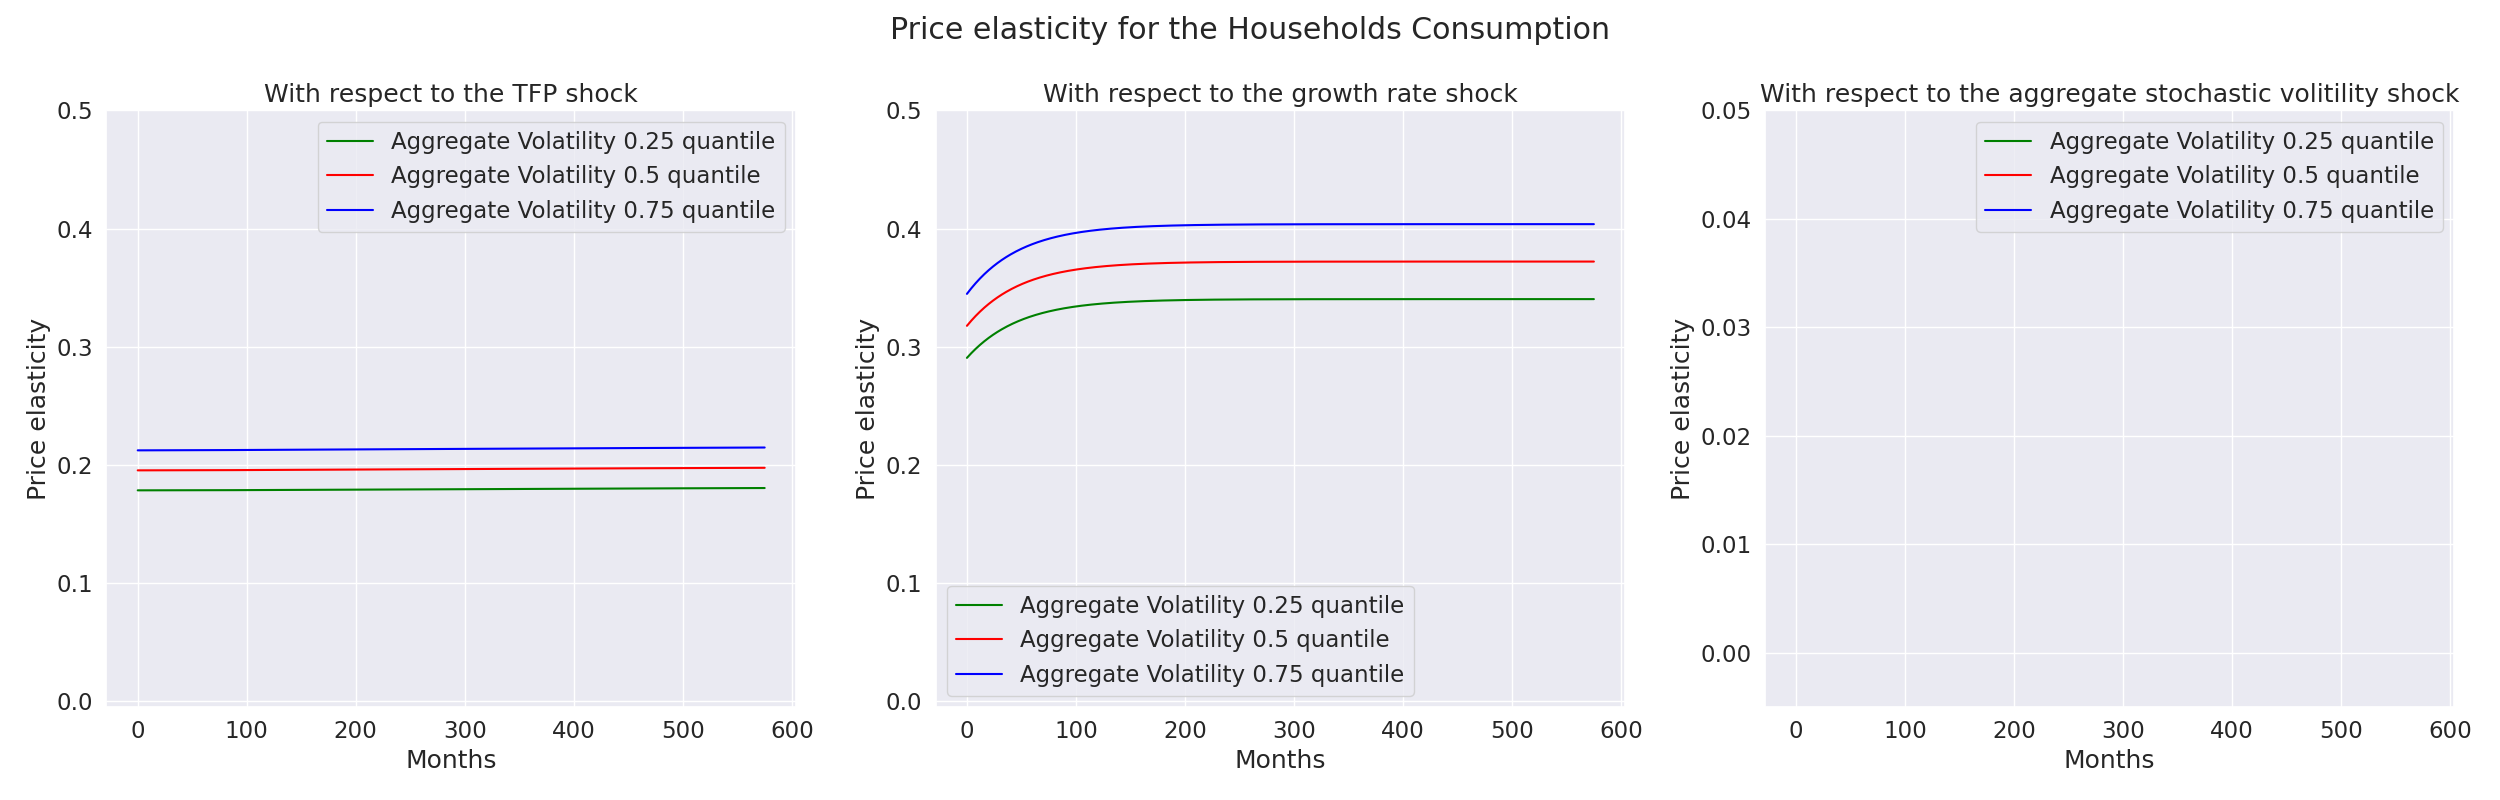 Price elasticity for the Households Consumption
With respect to the TFP shock
0.5
0.4
0.3
0.2
0.1
0.0
Price elasticity
Aggregate Volatility 0.25 quantile
Aggregate Volatility 0.5 quantile
Aggregate Volatility 0.75 quantile
0 100 200 300 400 500 600
Months
With respect to the growth rate shock
0.5
0.4
0.3
0.2
0.1
0.0
Price elasticity
Aggregate Volatility 0.25 quantile
Aggregate Volatility 0.5 quantile
Aggregate Volatility 0.75 quantile
0 100 200 300 400 500 600
Months
With respect to the aggregate stochastic volitility shock
0.05
0.04
0.03
0.02
0.01
0.00
Price elasticity
Aggregate Volatility 0.25 quantile
Aggregate Volatility 0.5 quantile
Aggregate Volatility 0.75 quantile
0 100 200 300 400 500 600
Months